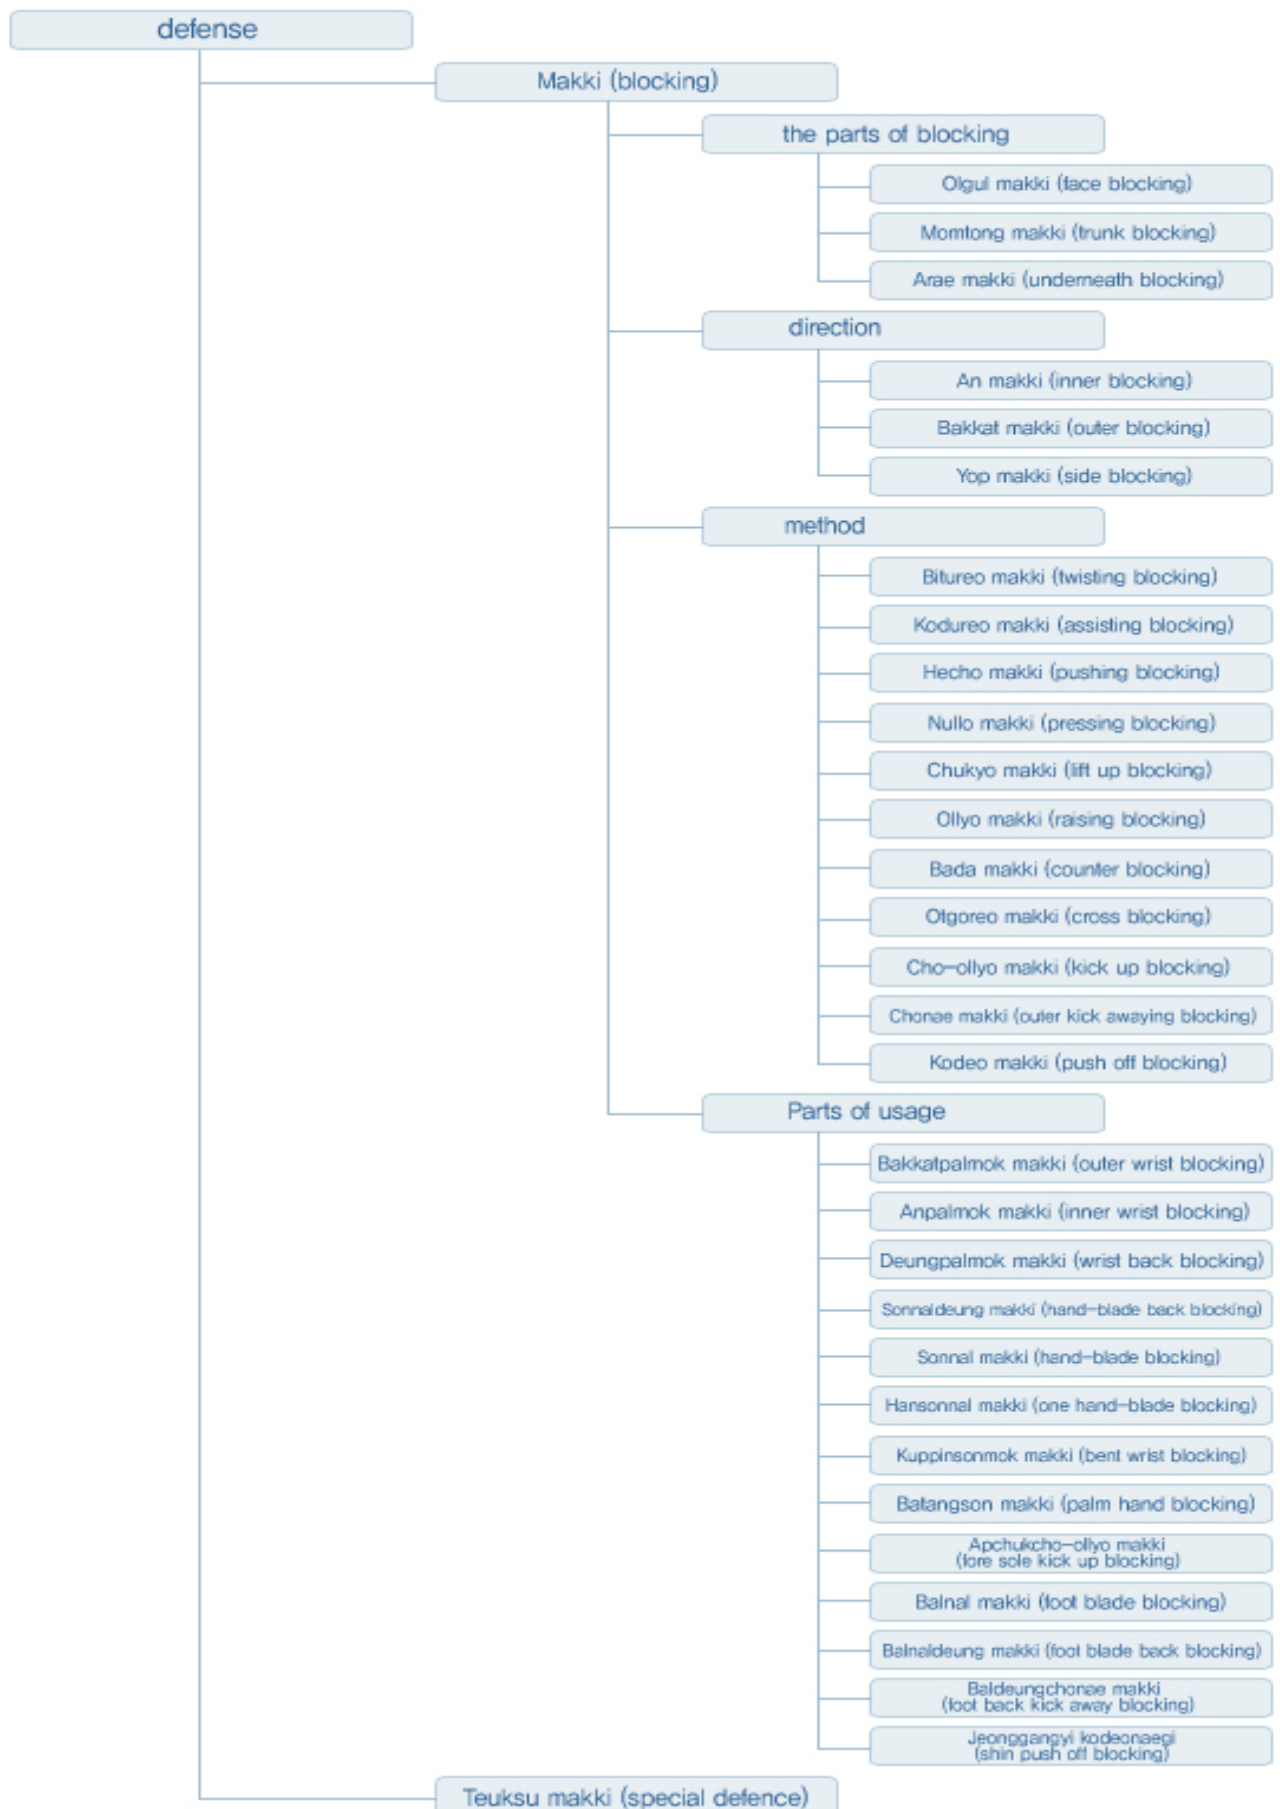 defense
Makki (blocking)
the parts of blocking
Olgul makki (face blocking)
Momtong makki (trunk blocking)
Arae makki (underneath blocking)
direction
An makki (inner blocking)
Bakkat makki (outer blocking)
Yop makki (side blocking)
method
Bitureo makki (twisting blocking)
Kodureo makki (assisting blocking)
Hecho makki (pushing blocking)
Nullo makki (pressing blocking)
Chukyo makki (lift up blocking)
Ollyo makki (raising blocking)
Bada makki (counter blocking)
Otgoreo makki (cross blocking)
Cho-ollyo makki (kick up blocking)
Chonae makki (outer kick awaying blocking)
Kodeo makki (push off blocking)
Parts of usage
Bakkatpalmok makki (outer wrist blocking)
Anpalmok makki (inner wrist blocking)
Deungpalmok makki (wrist back blocking)
Sonnaldeung makki (hand-blade back blocking)
Sonnal makki (hand-blade blocking)
Hansonnal makki (one hand-blade blocking)
Kuppinsonmok makki (bent wrist blocking)
Batangson makki (palm hand blocking)
Apchukcho-ollyo makki
(fore sole kick up blocking)
Balnal makki (foot blade blocking)
Balnaldeung makki (foot blade back blocking)
Baldeungchonae makki
(foot back kick away blocking)
Jeonggangyi kodeonaegi
(shin push off blocking)
Teuksu makki (special defence)